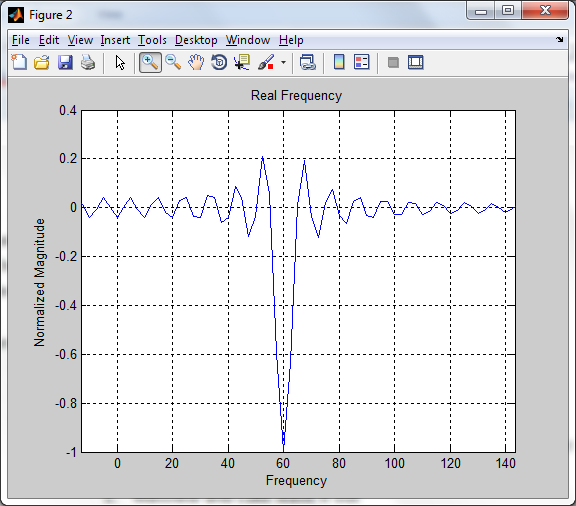 Figure 2
File Edit View Insert Tools Desktop Window Help
Real Frequency
0.4
0.2
0
-0.2
-0.4
-0.6
-0.8
-1
Normalized Magnitude
0 20 40 60 80 100 120 140
Frequency